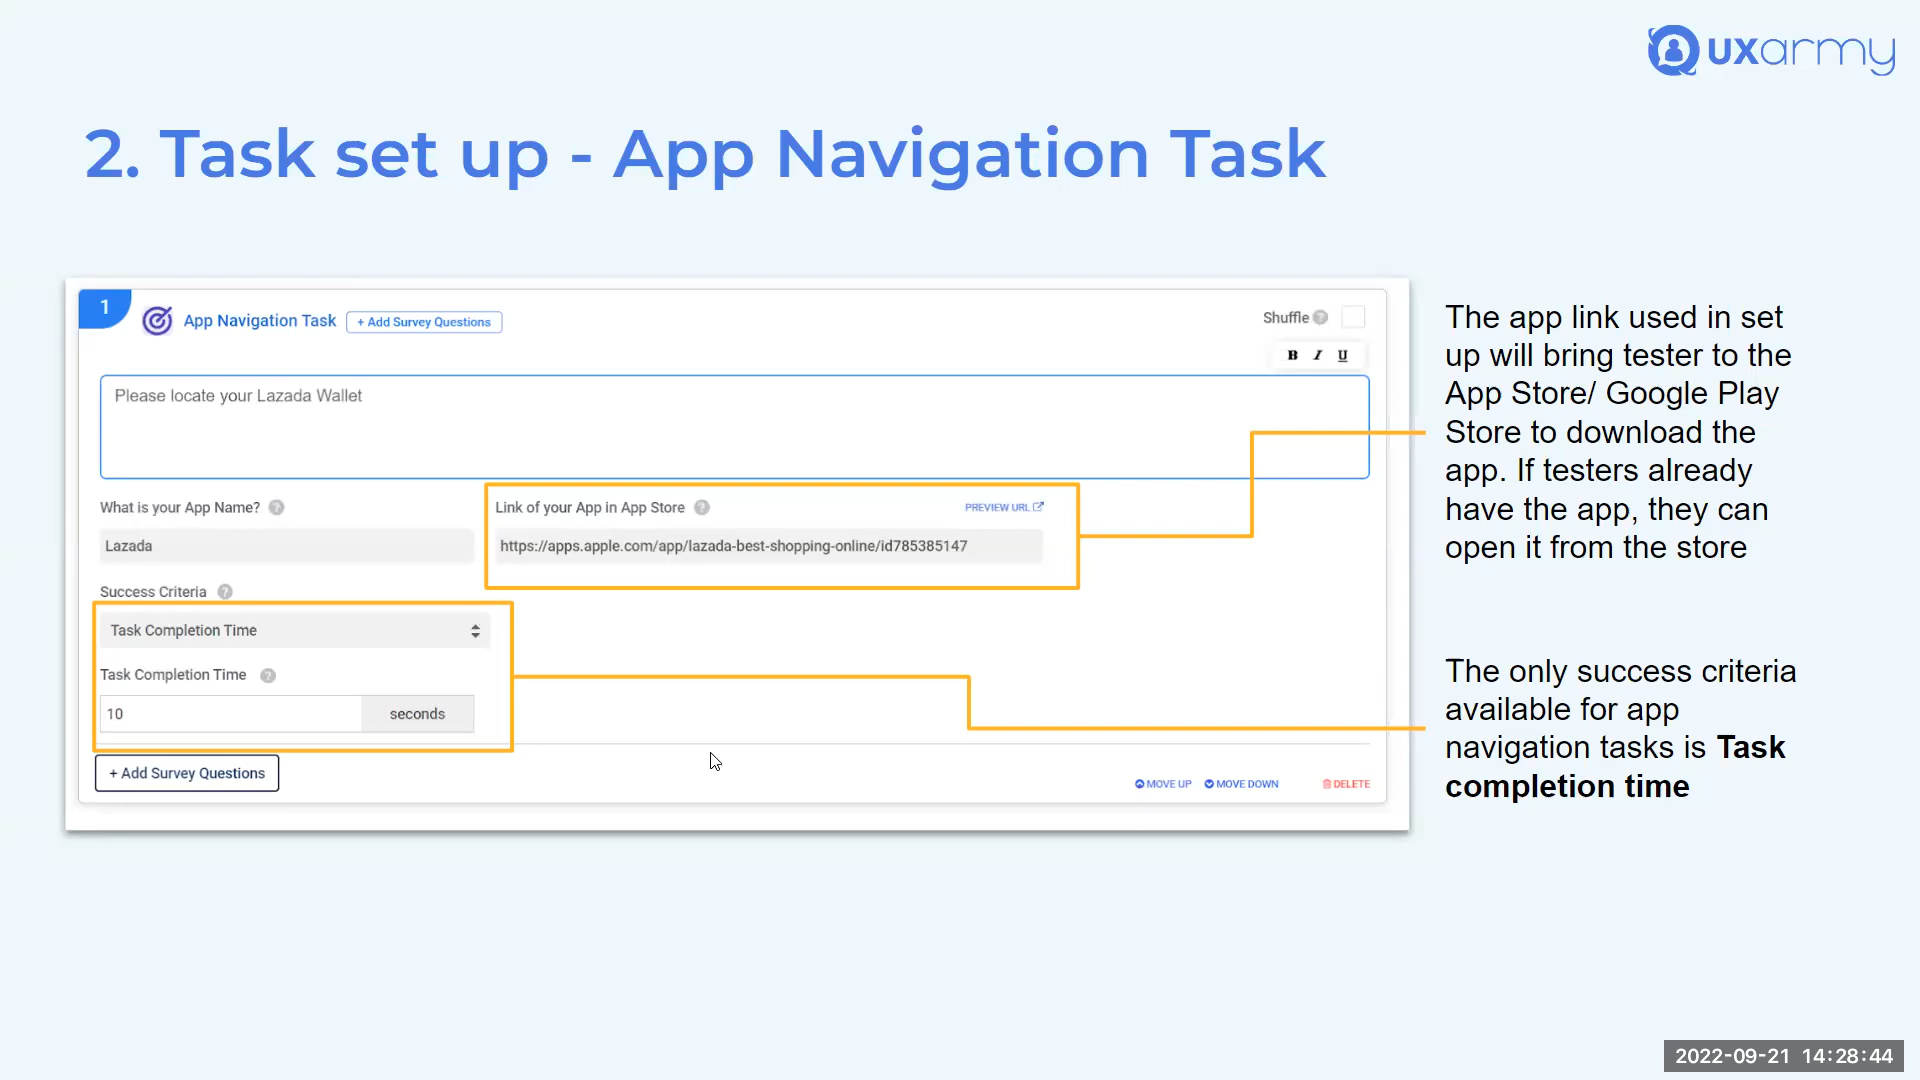 UXarmy
2. Task set up - App Navigation Task
1
App Navigation Task
+ Add Survey Questions
Shuffle ?
B I U
Please locate your Lazada Wallet
What is your App Name? ?
Link of your App in App Store ?
PREVIEW URL
Lazada
https://apps.apple.com/app/lazada-best-shopping-online/id785385147
Success Criteria ?
Task Completion Time
Task Completion Time ?
10
seconds
+ Add Survey Questions
MOVE UP
MOVE DOWN
DELETE
The app link used in set
up will bring tester to the
App Store/ Google Play
Store to download the
app. If testers already
have the app, they can
open it from the store
The only success criteria
available for app
navigation tasks is Task
completion time
2022-09-21 14:28:44